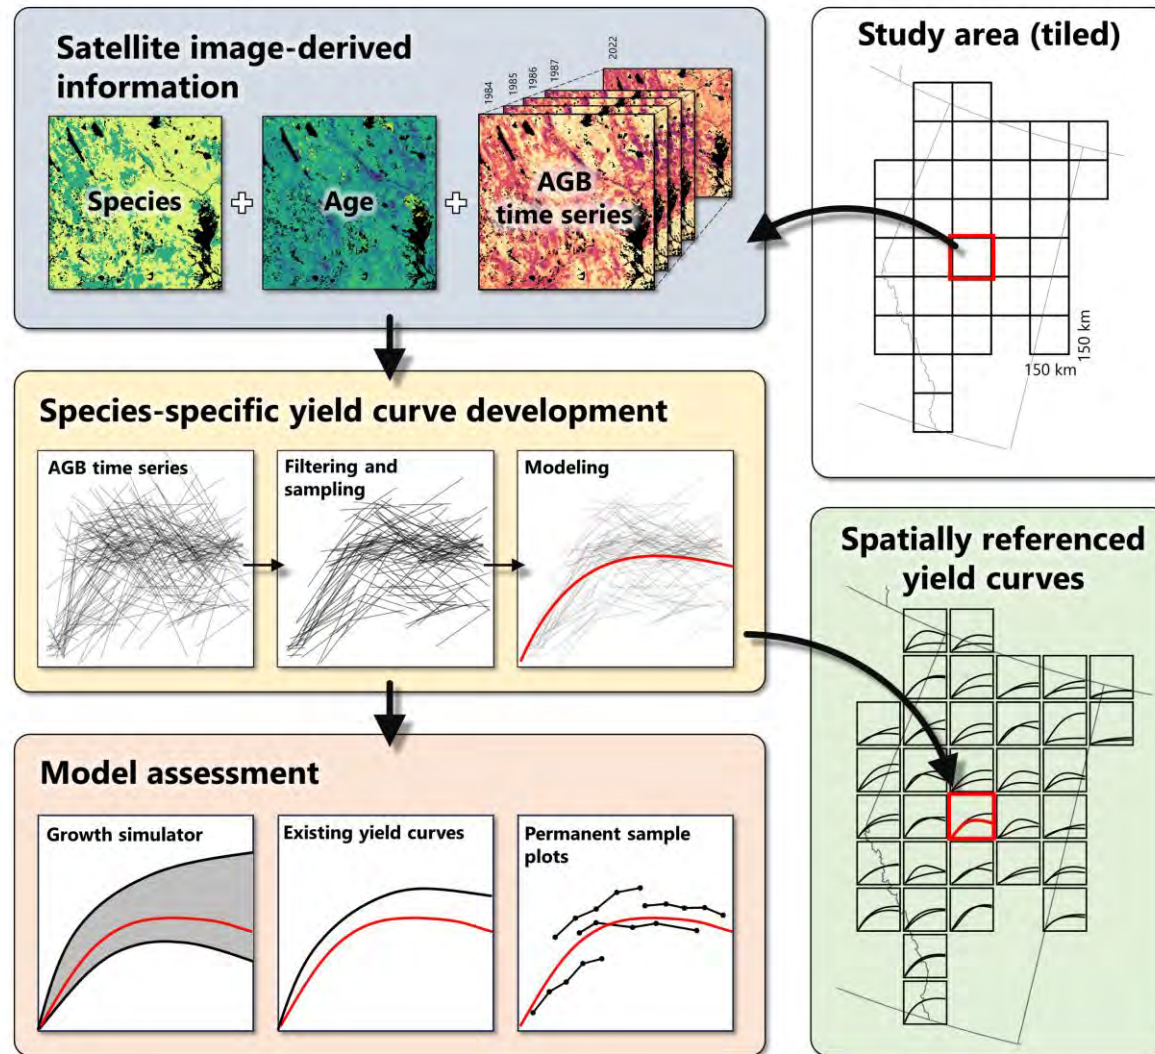 Satellite image-derived
information
1984
1985
1986
1987
2022
Species
+
Age
+
AGB
time series
Study area (tiled)
150 km
150 km
Species-specific yield curve development
AGB time series
Filtering and
sampling
Modeling
Spatially referenced
yield curves
Model assessment
Growth simulator
Existing yield curves
Permanent sample
plots